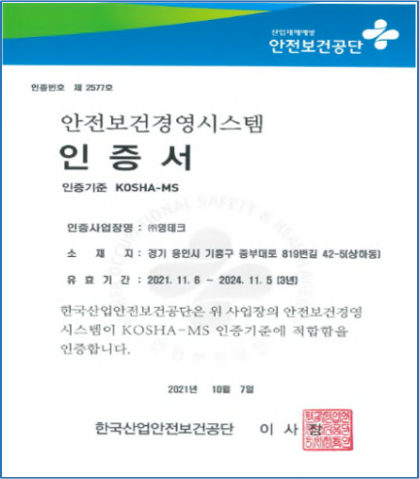 산업재해예방
안전보건공단
인증번호 제 2577호
안전보건경영시스템
인증서
인증기준 KOSHA-MS
인증사업장명 : ㈜영테크
소재지 : 경기 용인시 기흥구 중부대로 819번길 42-5(상하동)
유효기간 : 2021. 11. 6 ~ 2024. 11. 5 (3년)
한국산업안전보건공단은 위 사업장의 안전보건경영
시스템이 KOSHA-MS 인증기준에 적합함을
인증합니다.
2021년 10월 7일
한국산업안전보건공단 이사장